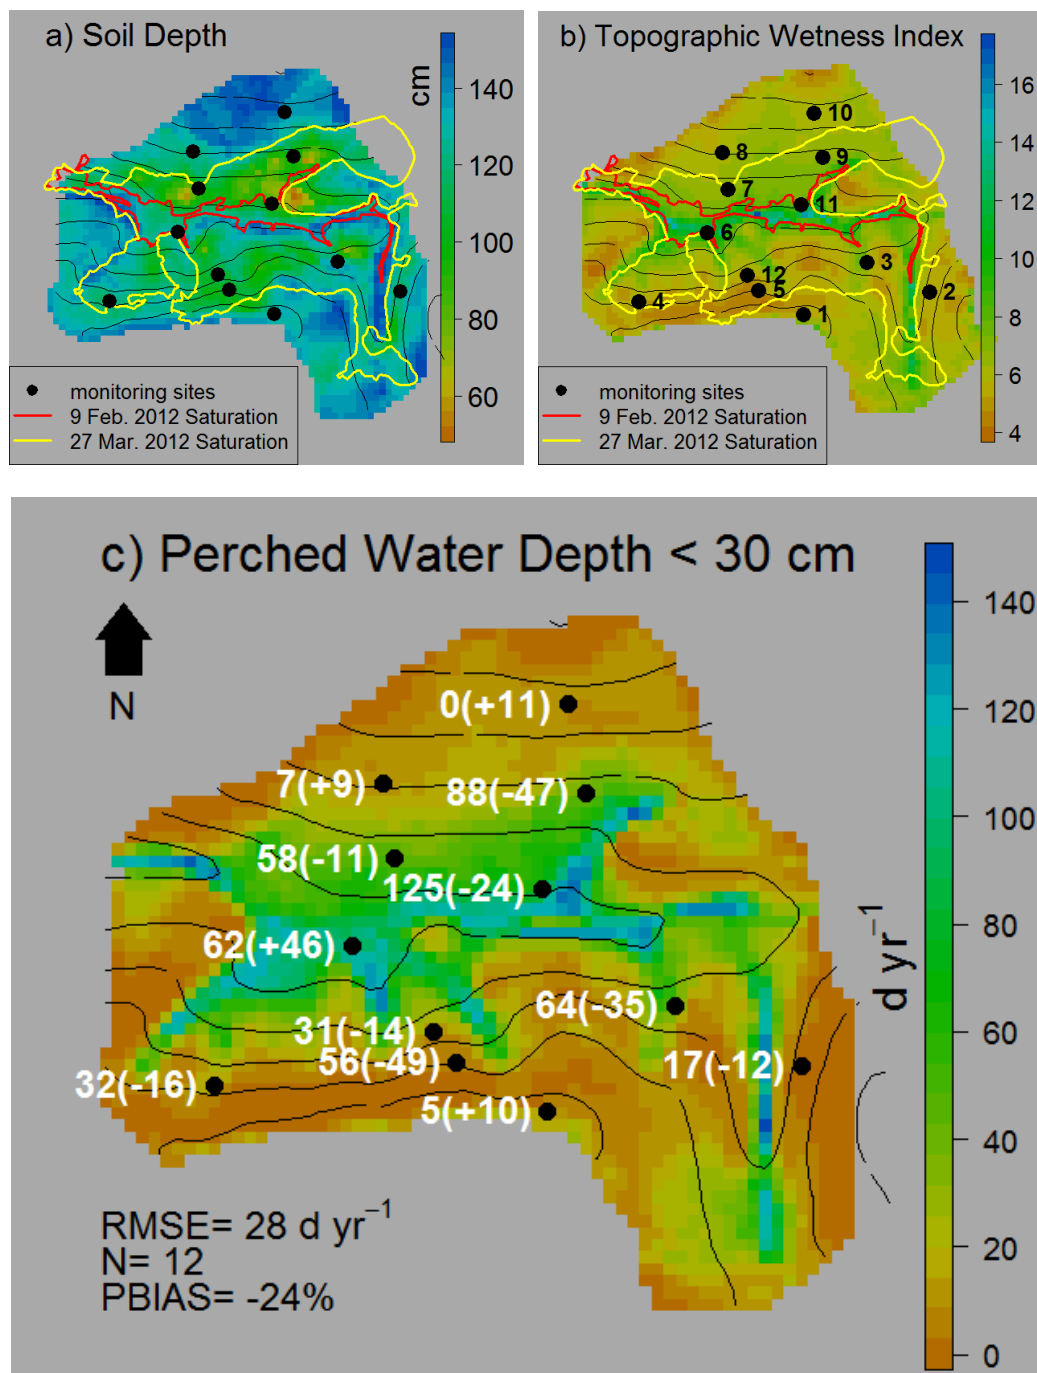 a) Soil Depth
cm
140
120
100
80
60
monitoring sites
9 Feb. 2012 Saturation
27 Mar. 2012 Saturation
b) Topographic Wetness Index
16
14
12
10
8
6
4
10
8
9
7
11
6
3
12
5
2
4
1
monitoring sites
9 Feb. 2012 Saturation
27 Mar. 2012 Saturation
c) Perched Water Depth < 30 cm
N
0(+11)
7(+9)
88(-47)
58(-11)
125(-24)
62(+46)
64(-35)
31(-14)
56(-49)
17(-12)
32(-16)
5(+10)
RMSE= 28 d yr⁻¹
N= 12
PBIAS= -24%
d yr⁻¹
140
120
100
80
60
40
20
0